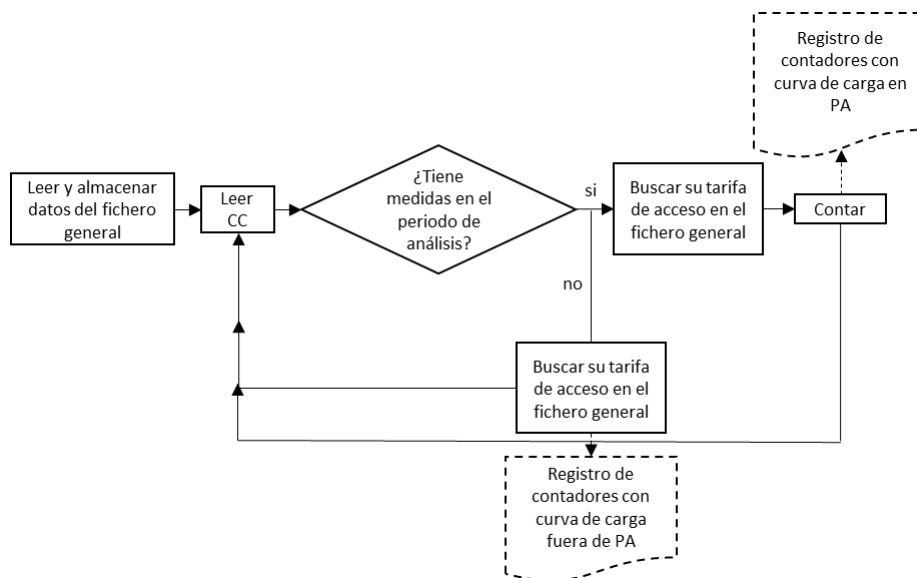 Registro de
contadores con
curva de carga en
PA
Leer y almacenar
datos del fichero
general
Leer
CC
¿Tiene
medidas en el
periodo de
análisis?
si
Buscar su tarifa
de acceso en el
fichero general
Contar
no
Buscar su tarifa
de acceso en el
fichero general
Registro de
contadores con
curva de carga
fuera de PA